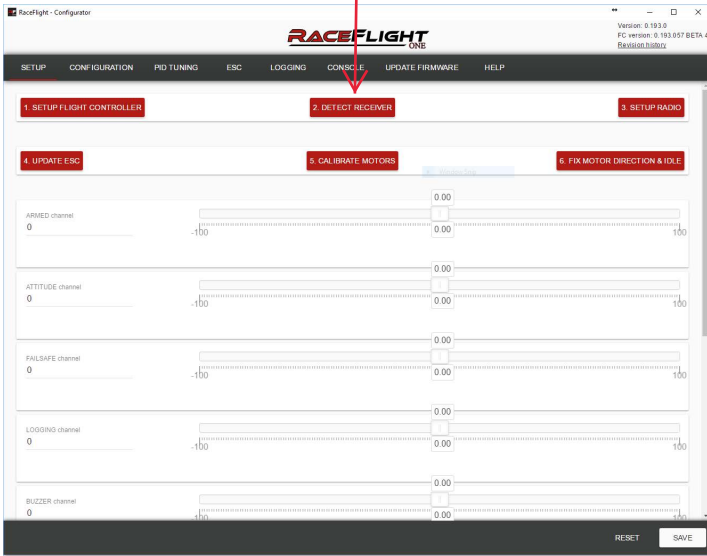 RaceFlight - Configurator
Version: 0.193.0
FC version: 0.193.057 BETA 4
Revision history
RACEFLIGHT
ONE
SETUP CONFIGURATION PID TUNING ESC LOGGING CONSOLE UPDATE FIRMWARE HELP
1. SETUP FLIGHT CONTROLLER 2. DETECT RECEIVER 3. SETUP RADIO
4. UPDATE ESC 5. CALIBRATE MOTORS 6. FIX MOTOR DIRECTION & IDLE
0.00
ARMED channel
0 -100 0.00 100
0.00
ATTITUDE channel
0 -100 0.00 100
0.00
FAILSAFE channel
0 -100 0.00 100
0.00
LOGGING channel
0 -100 0.00 100
0.00
BUZZER channel
0 -100 0.00 100
RESET SAVE